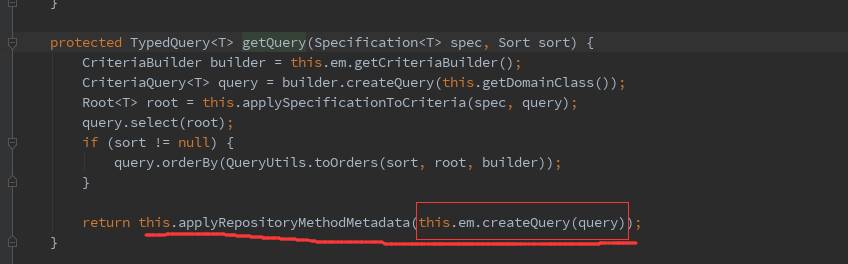 }
protected TypedQuery<T> getQuery(Specification<T> spec, Sort sort) {
CriteriaBuilder builder = this.em.getCriteriaBuilder();
CriteriaQuery<T> query = builder.createQuery(this.getDomainClass());
Root<T> root = this.applySpecificationToCriteria(spec, query);
query.select(root);
if (sort != null) {
query.orderBy(QueryUtils.toOrders(sort, root, builder));
}
return this.applyRepositoryMethodMetadata(this.em.createQuery(query));
}